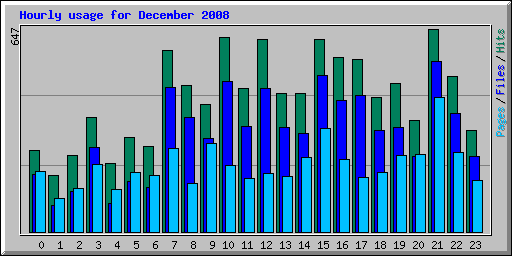 Hourly usage for December 2008
647
Pages / Files / Hits
0 1 2 3 4 5 6 7 8 9 10 11 12 13 14 15 16 17 18 19 20 21 22 23